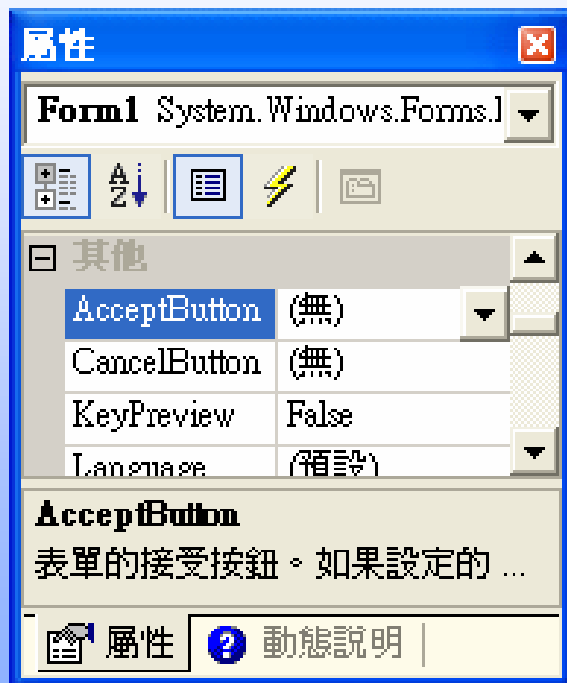 屬性
Form1 System.Windows.Forms.
其他
AcceptButton (無)
CancelButton (無)
KeyPreview False
Language (預設)
AcceptButton
表單的接受按鈕。如果設定的 ...
屬性 動態說明